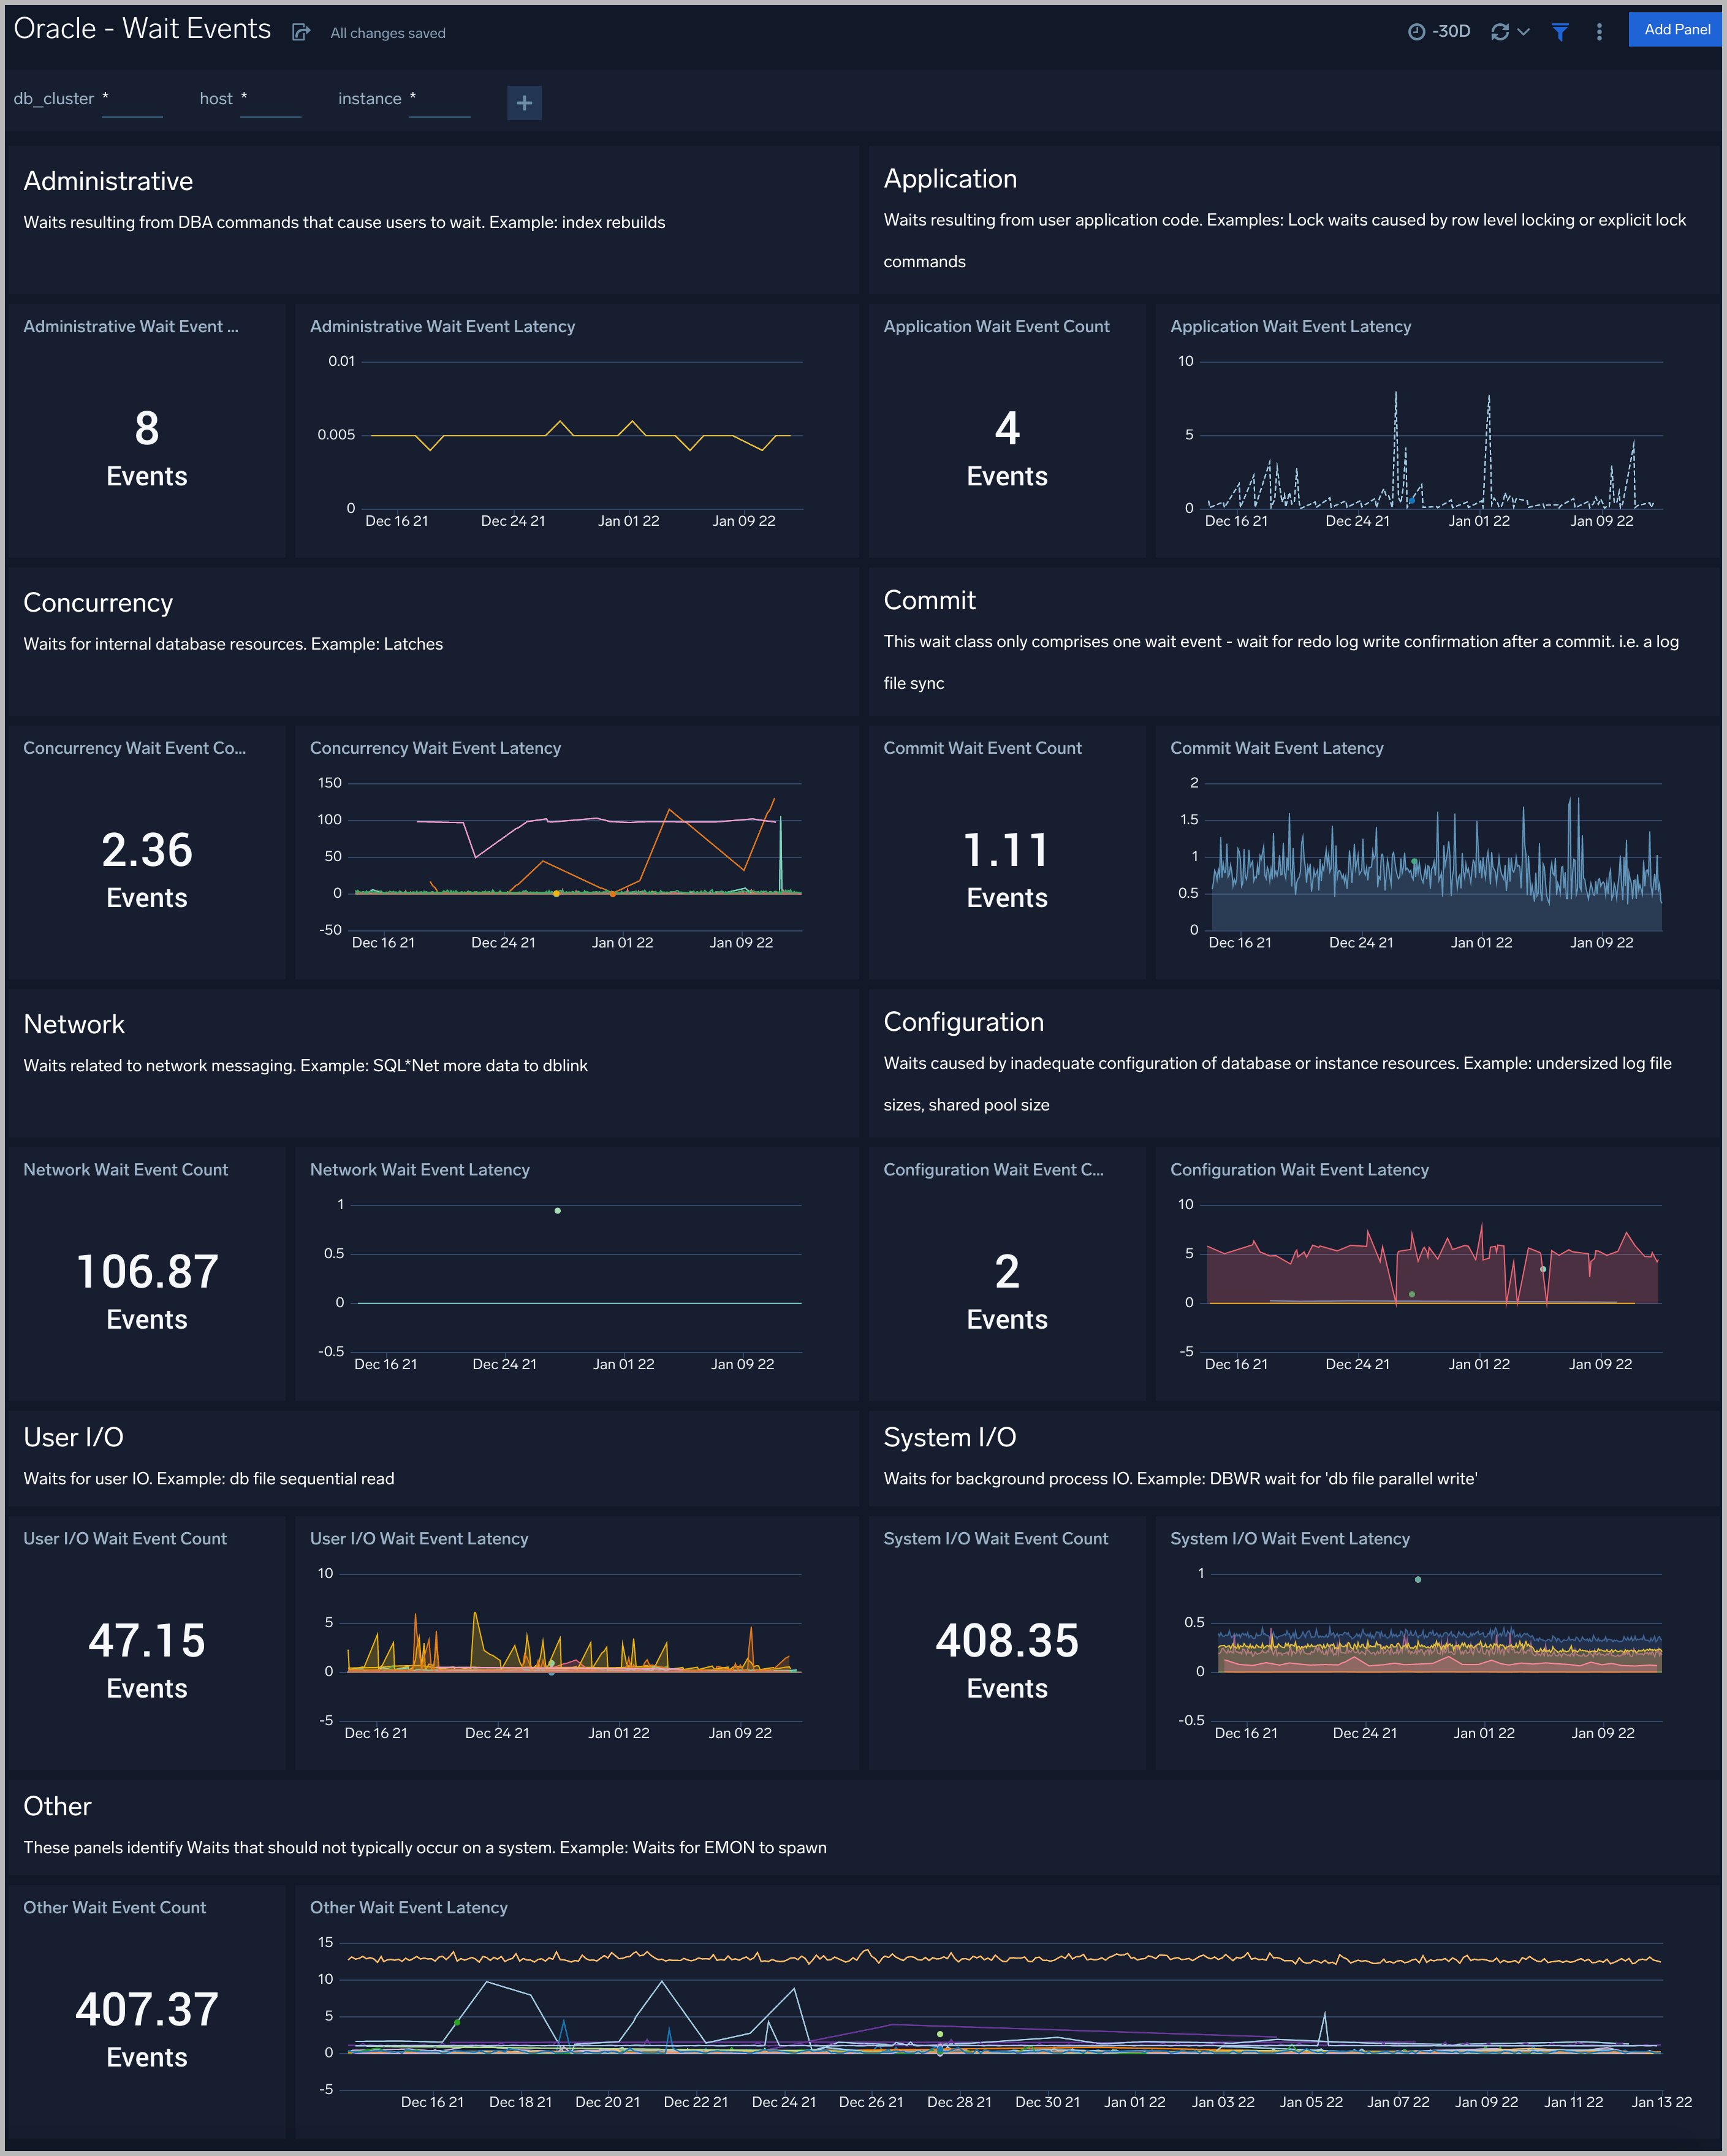 Oracle - Wait Events
All changes saved
-30D
Add Panel
db_cluster *
host *
instance *
+
Administrative
Waits resulting from DBA commands that cause users to wait. Example: index rebuilds
Application
Waits resulting from user application code. Examples: Lock waits caused by row level locking or explicit lock
commands
Administrative Wait Event ...
8
Events
Administrative Wait Event Latency
0.01
0.005
0
Dec 16 21 Dec 24 21 Jan 01 22 Jan 09 22
Application Wait Event Count
4
Events
Application Wait Event Latency
10
5
0
Dec 16 21 Dec 24 21 Jan 01 22 Jan 09 22
Concurrency
Waits for internal database resources. Example: Latches
Commit
This wait class only comprises one wait event - wait for redo log write confirmation after a commit. i.e. a log
file sync
Concurrency Wait Event Co...
2.36
Events
Concurrency Wait Event Latency
150
100
50
0
-50
Dec 16 21 Dec 24 21 Jan 01 22 Jan 09 22
Commit Wait Event Count
1.11
Events
Commit Wait Event Latency
2
1.5
1
0.5
0
Dec 16 21 Dec 24 21 Jan 01 22 Jan 09 22
Network
Waits related to network messaging. Example: SQL*Net more data to dblink
Configuration
Waits caused by inadequate configuration of database or instance resources. Example: undersized log file
sizes, shared pool size
Network Wait Event Count
106.87
Events
Network Wait Event Latency
1
0.5
0
-0.5
Dec 16 21 Dec 24 21 Jan 01 22 Jan 09 22
Configuration Wait Event C...
2
Events
Configuration Wait Event Latency
10
5
0
-5
Dec 16 21 Dec 24 21 Jan 01 22 Jan 09 22
User I/O
Waits for user IO. Example: db file sequential read
System I/O
Waits for background process IO. Example: DBWR wait for 'db file parallel write'
User I/O Wait Event Count
47.15
Events
User I/O Wait Event Latency
10
5
0
-5
Dec 16 21 Dec 24 21 Jan 01 22 Jan 09 22
System I/O Wait Event Count
408.35
Events
System I/O Wait Event Latency
1
0.5
0
-0.5
Dec 16 21 Dec 24 21 Jan 01 22 Jan 09 22
Other
These panels identify Waits that should not typically occur on a system. Example: Waits for EMON to spawn
Other Wait Event Count
407.37
Events
Other Wait Event Latency
15
10
5
0
-5
Dec 16 21 Dec 18 21 Dec 20 21 Dec 22 21 Dec 24 21 Dec 26 21 Dec 28 21 Dec 30 21 Jan 01 22 Jan 03 22 Jan 05 22 Jan 07 22 Jan 09 22 Jan 11 22 Jan 13 22